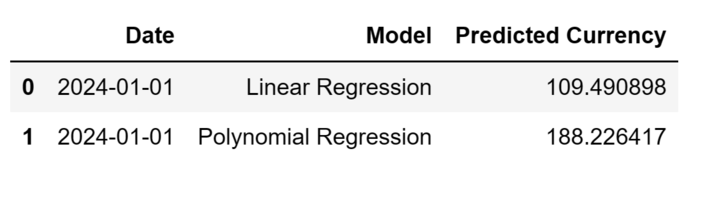 Date Model Predicted Currency
0 2024-01-01 Linear Regression 109.490898
1 2024-01-01 Polynomial Regression 188.226417